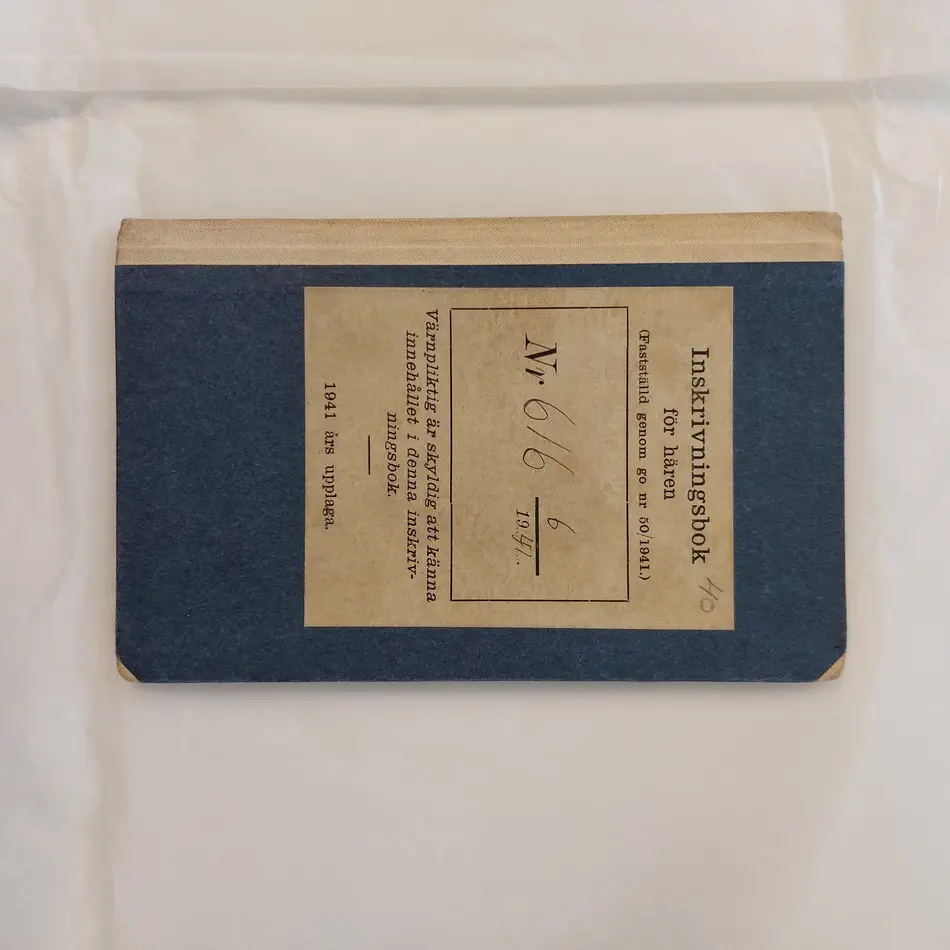 Inskrivningsbok
för hären
(Fastställd genom go nr 50/1941.)
Nr 616 6
1941.
Värnpliktig är skyldig att känna
innehållet i denna inskriv-
ningsbok.
1941 års upplaga.
40